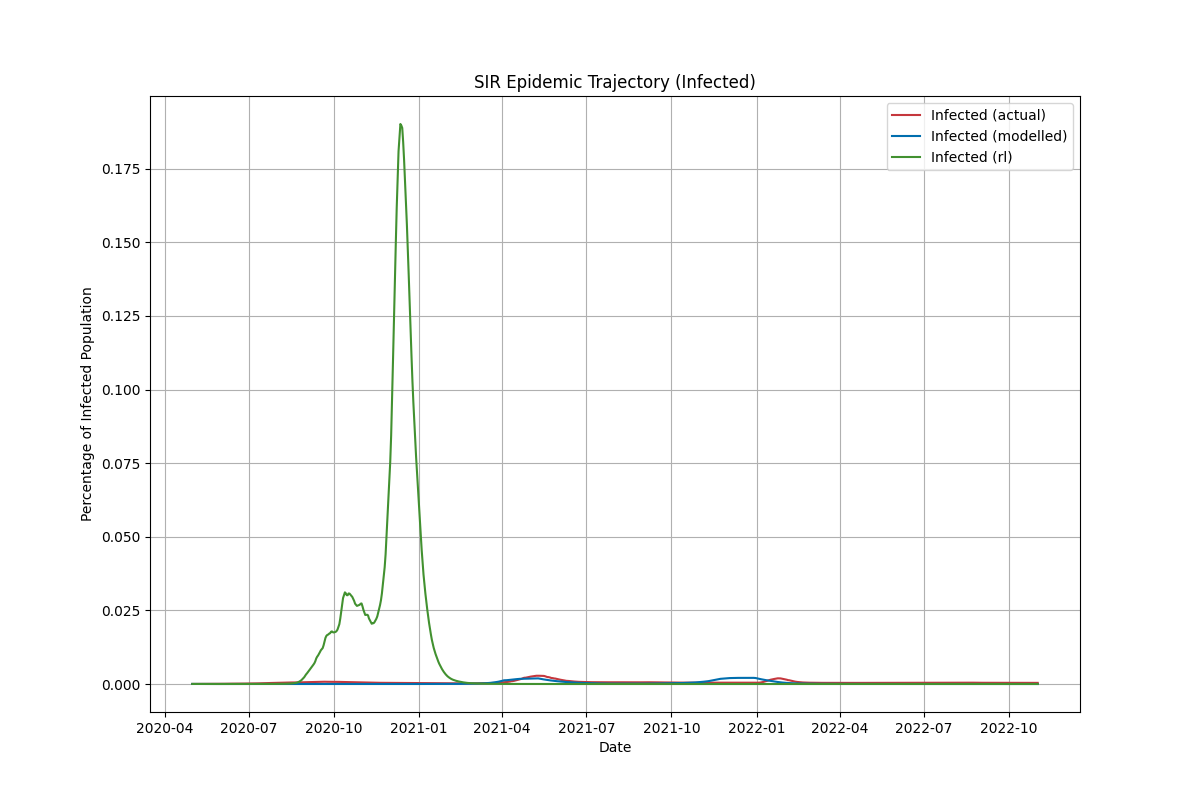 SIR Epidemic Trajectory (Infected)
Infected (actual)
Infected (modelled)
Infected (rl)
Percentage of Infected Population
0.175
0.150
0.125
0.100
0.075
0.050
0.025
0.000
2020-04 2020-07 2020-10 2021-01 2021-04 2021-07 2021-10 2022-01 2022-04 2022-07 2022-10
Date